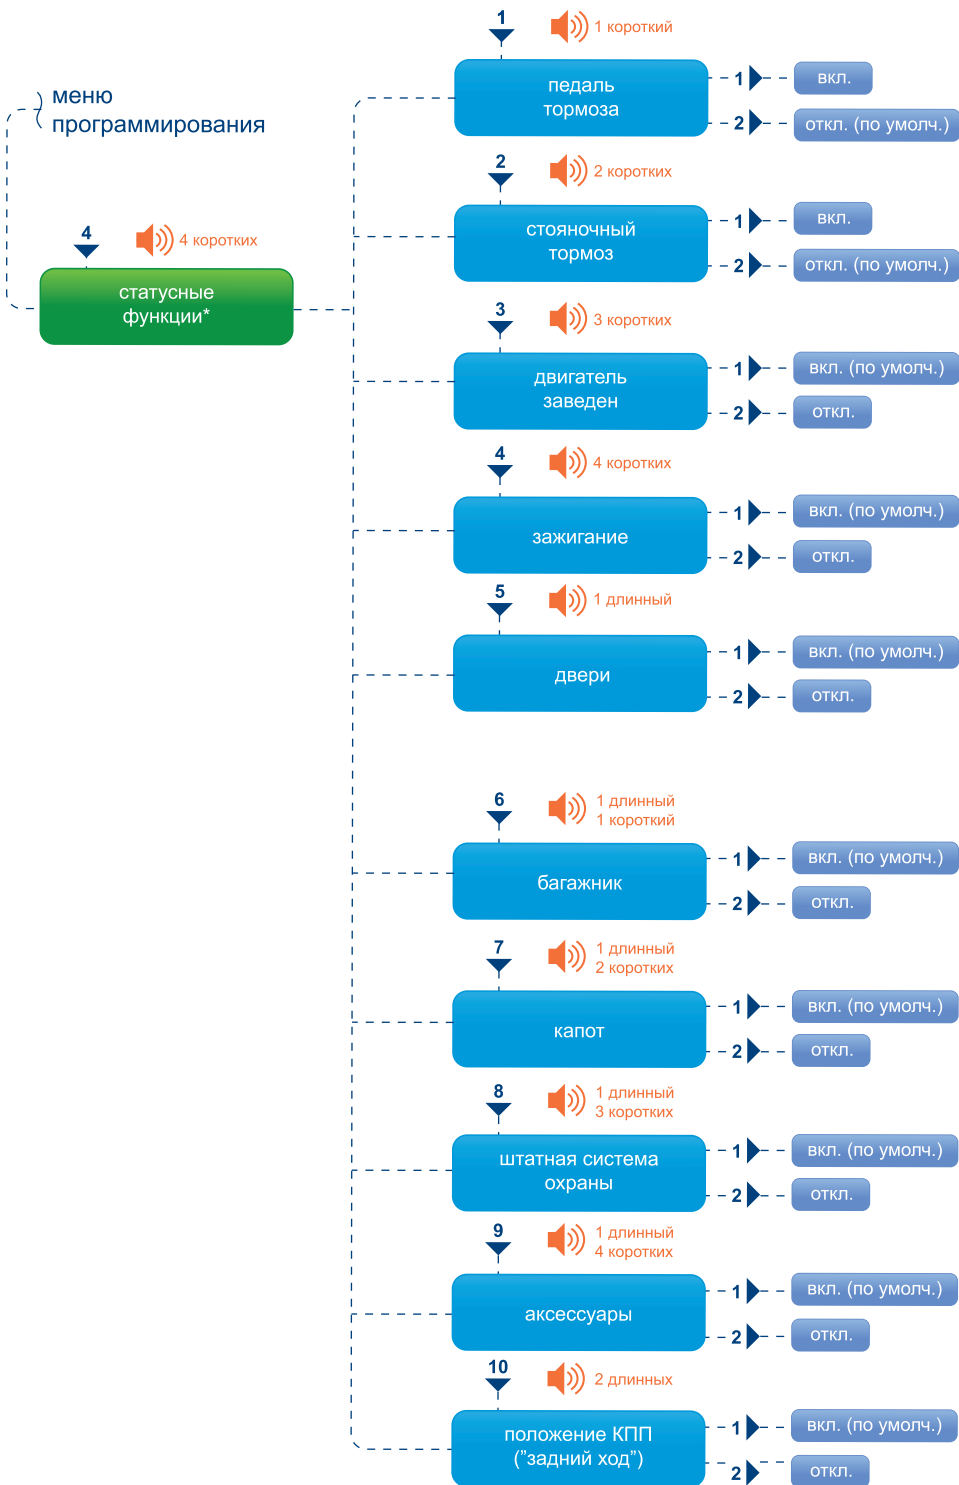 меню
программирования
4
4 коротких
статусные
функции*
1
1 короткий
педаль
тормоза
1
вкл.
2
откл. (по умолч.)
2
2 коротких
стояночный
тормоз
1
вкл.
2
откл. (по умолч.)
3
3 коротких
двигатель
заведен
1
вкл. (по умолч.)
2
откл.
4
4 коротких
зажигание
1
вкл. (по умолч.)
2
откл.
5
1 длинный
двери
1
вкл. (по умолч.)
2
откл.
6
1 длинный
1 короткий
багажник
1
вкл. (по умолч.)
2
откл.
7
1 длинный
2 коротких
капот
1
вкл. (по умолч.)
2
откл.
8
1 длинный
3 коротких
штатная система
охраны
1
вкл. (по умолч.)
2
откл.
9
1 длинный
4 коротких
аксессуары
1
вкл. (по умолч.)
2
откл.
10
2 длинных
положение КПП
("задний ход")
1
вкл. (по умолч.)
2
откл.